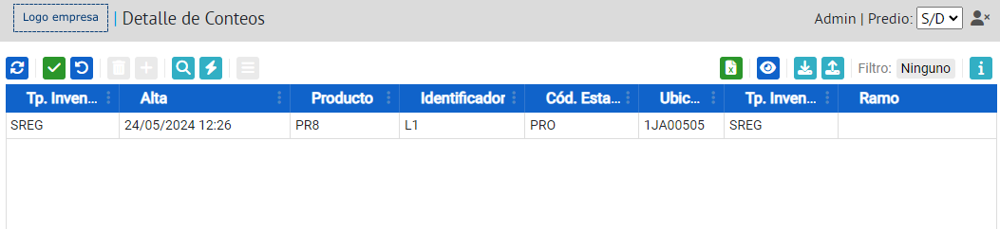 Logo empresa | Detalle de Conteos
Admin | Predio: S/D
Filtro: Ninguno
Tp. Inven... Alta Producto Identificador Cód. Esta... Ubic... Tp. Inven... Ramo
SREG 24/05/2024 12:26 PR8 L1 PRO 1JA00505 SREG